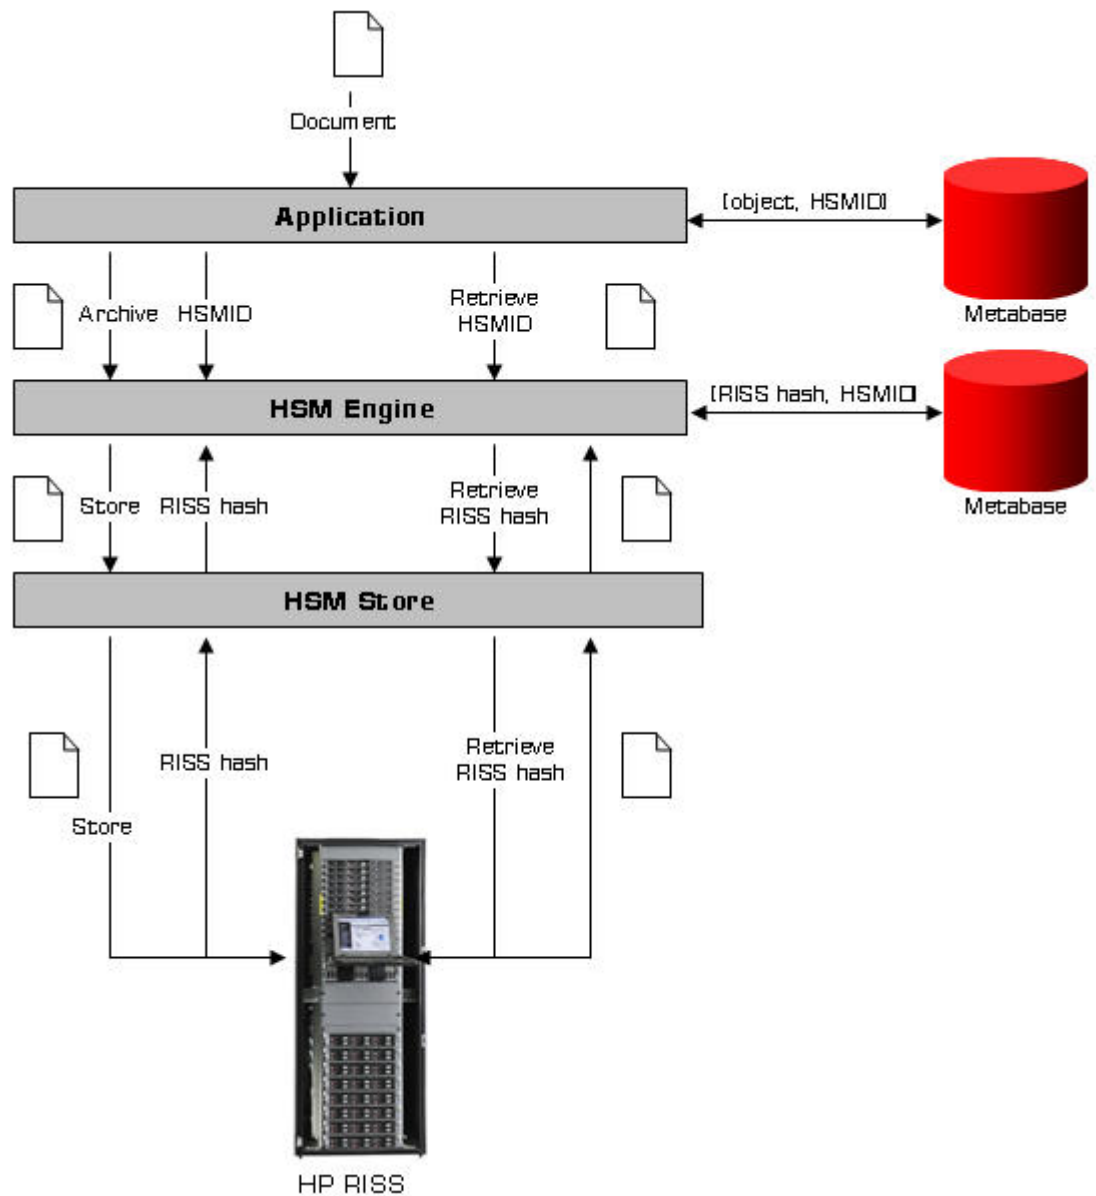 Document
Application
[object, HSMID]
Metabase
Archive
HSMID
Retrieve
HSMID
HSM Engine
[RISS hash, HSMID]
Metabase
Store
RISS hash
Retrieve
RISS hash
HSM Store
RISS hash
Retrieve
RISS hash
Store
HP RISS